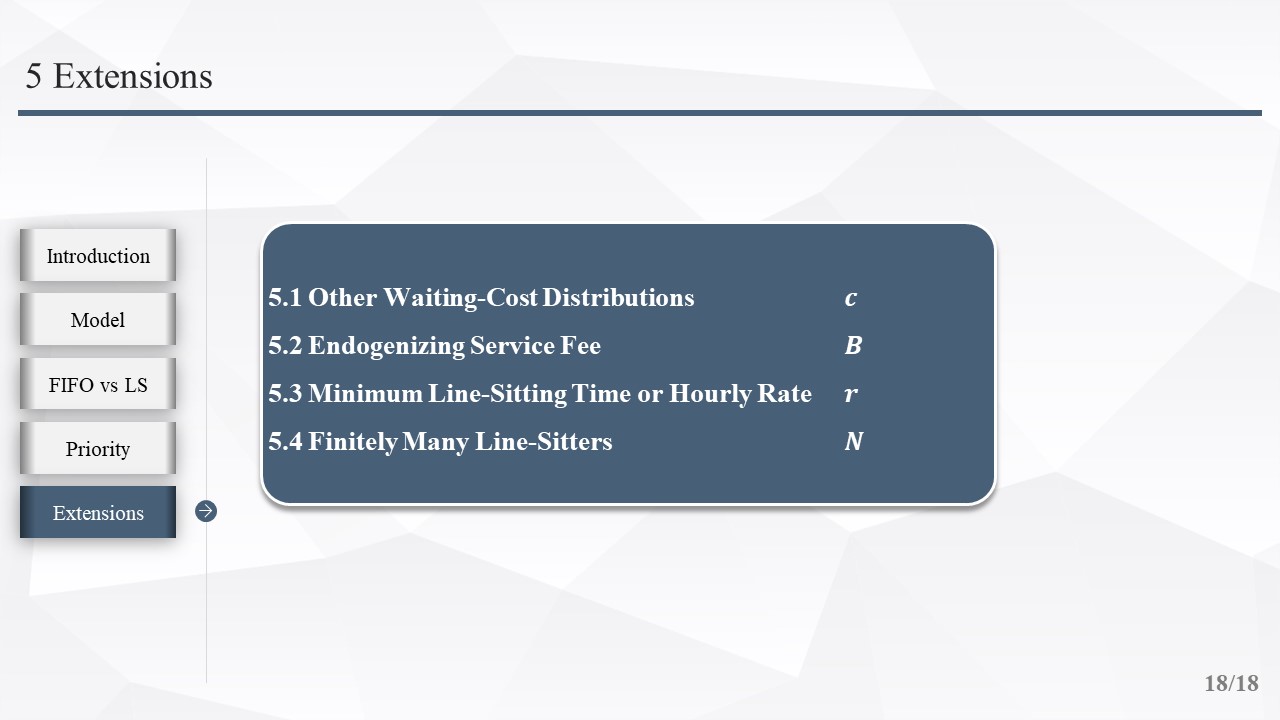 5 Extensions
Introduction
Model
FIFO vs LS
Priority
Extensions
5.1 Other Waiting-Cost Distributions c
5.2 Endogenizing Service Fee B
5.3 Minimum Line-Sitting Time or Hourly Rate r
5.4 Finitely Many Line-Sitters N
18/18